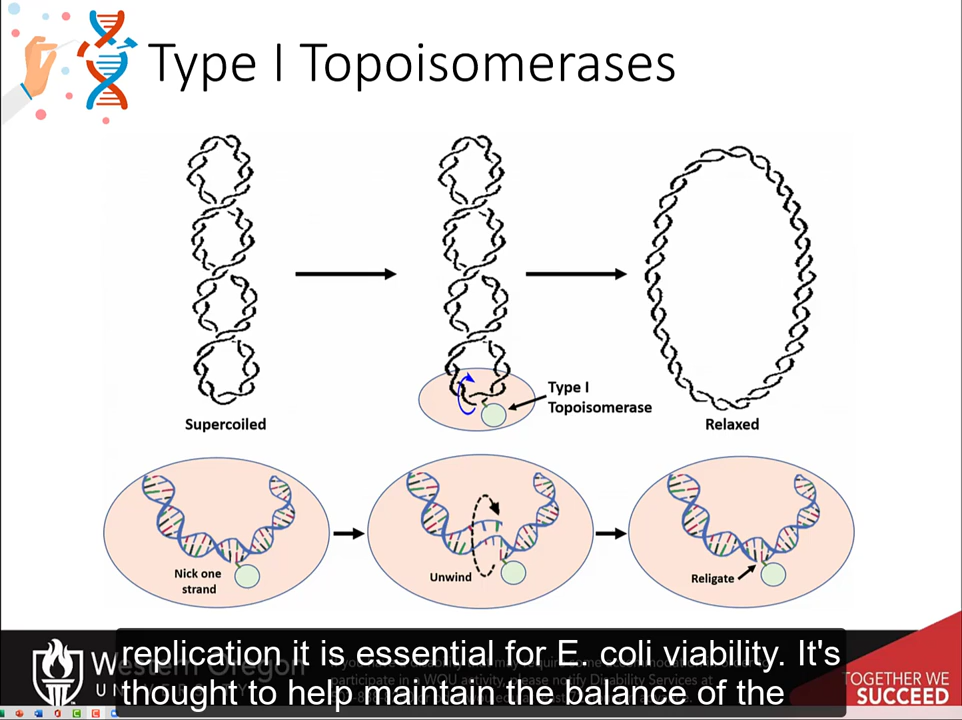 Type I Topoisomerases
Type I
Topoisomerase
Supercoiled
Relaxed
Nick one
strand
Unwind
Religate
replication it is essential for E. coli viability. It's
thought to help maintain the balance of the
TOGETHER WE
SUCCEED